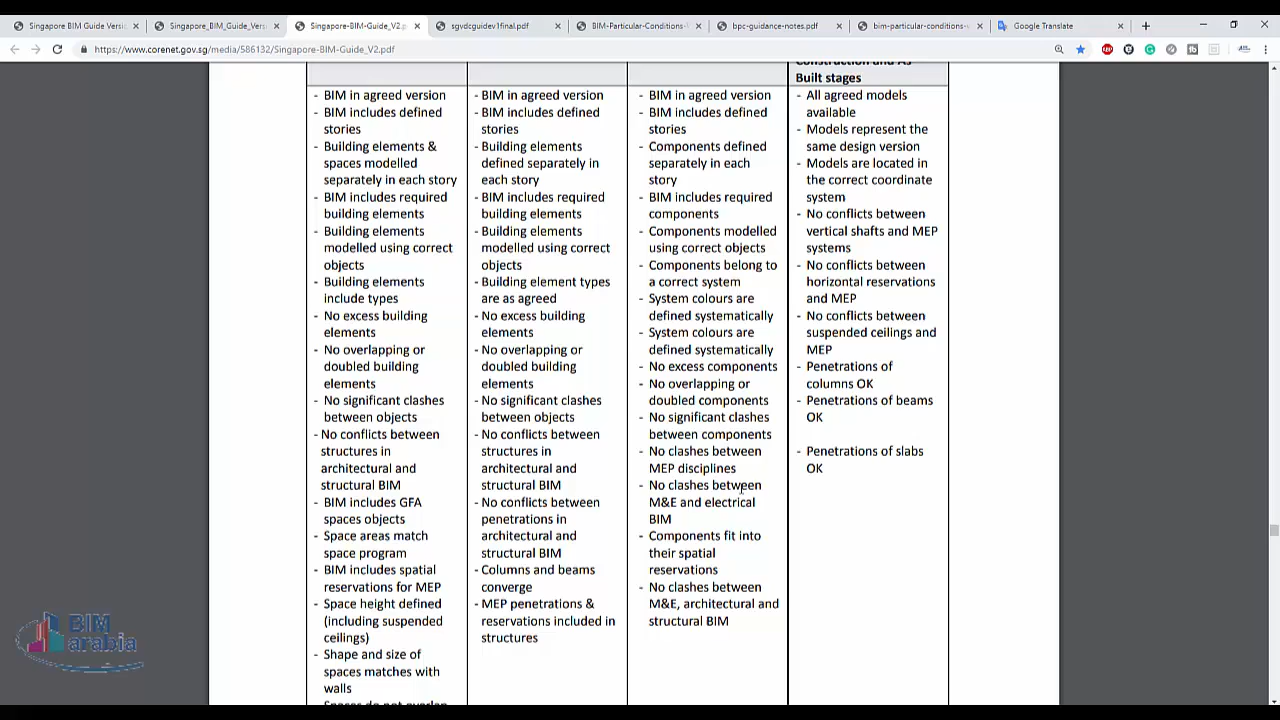 Singapore BIM Guide Version
Singapore_BIM_Guide_Vers
Singapore-BIM-Guide_V2.p
sgvdcguidev1final.pdf
BIM-Particular-Conditions-
bpc-guidance-notes.pdf
bim-particular-conditions-v
Google Translate
https://www.corenet.gov.sg/media/586132/Singapore-BIM-Guide_V2.pdf
- BIM in agreed version
- BIM includes defined
stories
- Building elements &
spaces modelled
separately in each story
- BIM includes required
building elements
- Building elements
modelled using correct
objects
- Building elements
include types
- No excess building
elements
- No overlapping or
doubled building
elements
- No significant clashes
between objects
- No conflicts between
structures in
architectural and
structural BIM
- BIM includes GFA
spaces objects
- Space areas match
space program
- BIM includes spatial
reservations for MEP
- Space height defined
(including suspended
ceilings)
- Shape and size of
spaces matches with
walls
- Spaces do not overlap
- BIM in agreed version
- BIM includes defined
stories
- Building elements
defined separately in
each story
- BIM includes required
building elements
- Building elements
modelled using correct
objects
- Building element types
are as agreed
- No excess building
elements
- No overlapping or
doubled building
elements
- No significant clashes
between objects
- No conflicts between
structures in
architectural and
structural BIM
- No conflicts between
penetrations in
architectural and
structural BIM
- Columns and beams
converge
- MEP penetrations &
reservations included in
structures
- BIM in agreed version
- BIM includes defined
stories
- Components defined
separately in each
story
- BIM includes required
components
- Components modelled
using correct objects
- Components belong to
a correct system
- System colours are
defined systematically
- System colours are
defined systematically
- No excess components
- No overlapping or
doubled components
- No significant clashes
between components
- No clashes between
MEP disciplines
- No clashes between
M&E and electrical
BIM
- Components fit into
their spatial
reservations
- No clashes between
M&E, architectural and
structural BIM
Construction and As
Built stages
- All agreed models
available
- Models represent the
same design version
- Models are located in
the correct coordinate
system
- No conflicts between
vertical shafts and MEP
systems
- No conflicts between
horizontal reservations
and MEP
- No conflicts between
suspended ceilings and
MEP
- Penetrations of
columns OK
- Penetrations of beams
OK
- Penetrations of slabs
OK
BIM
arabia